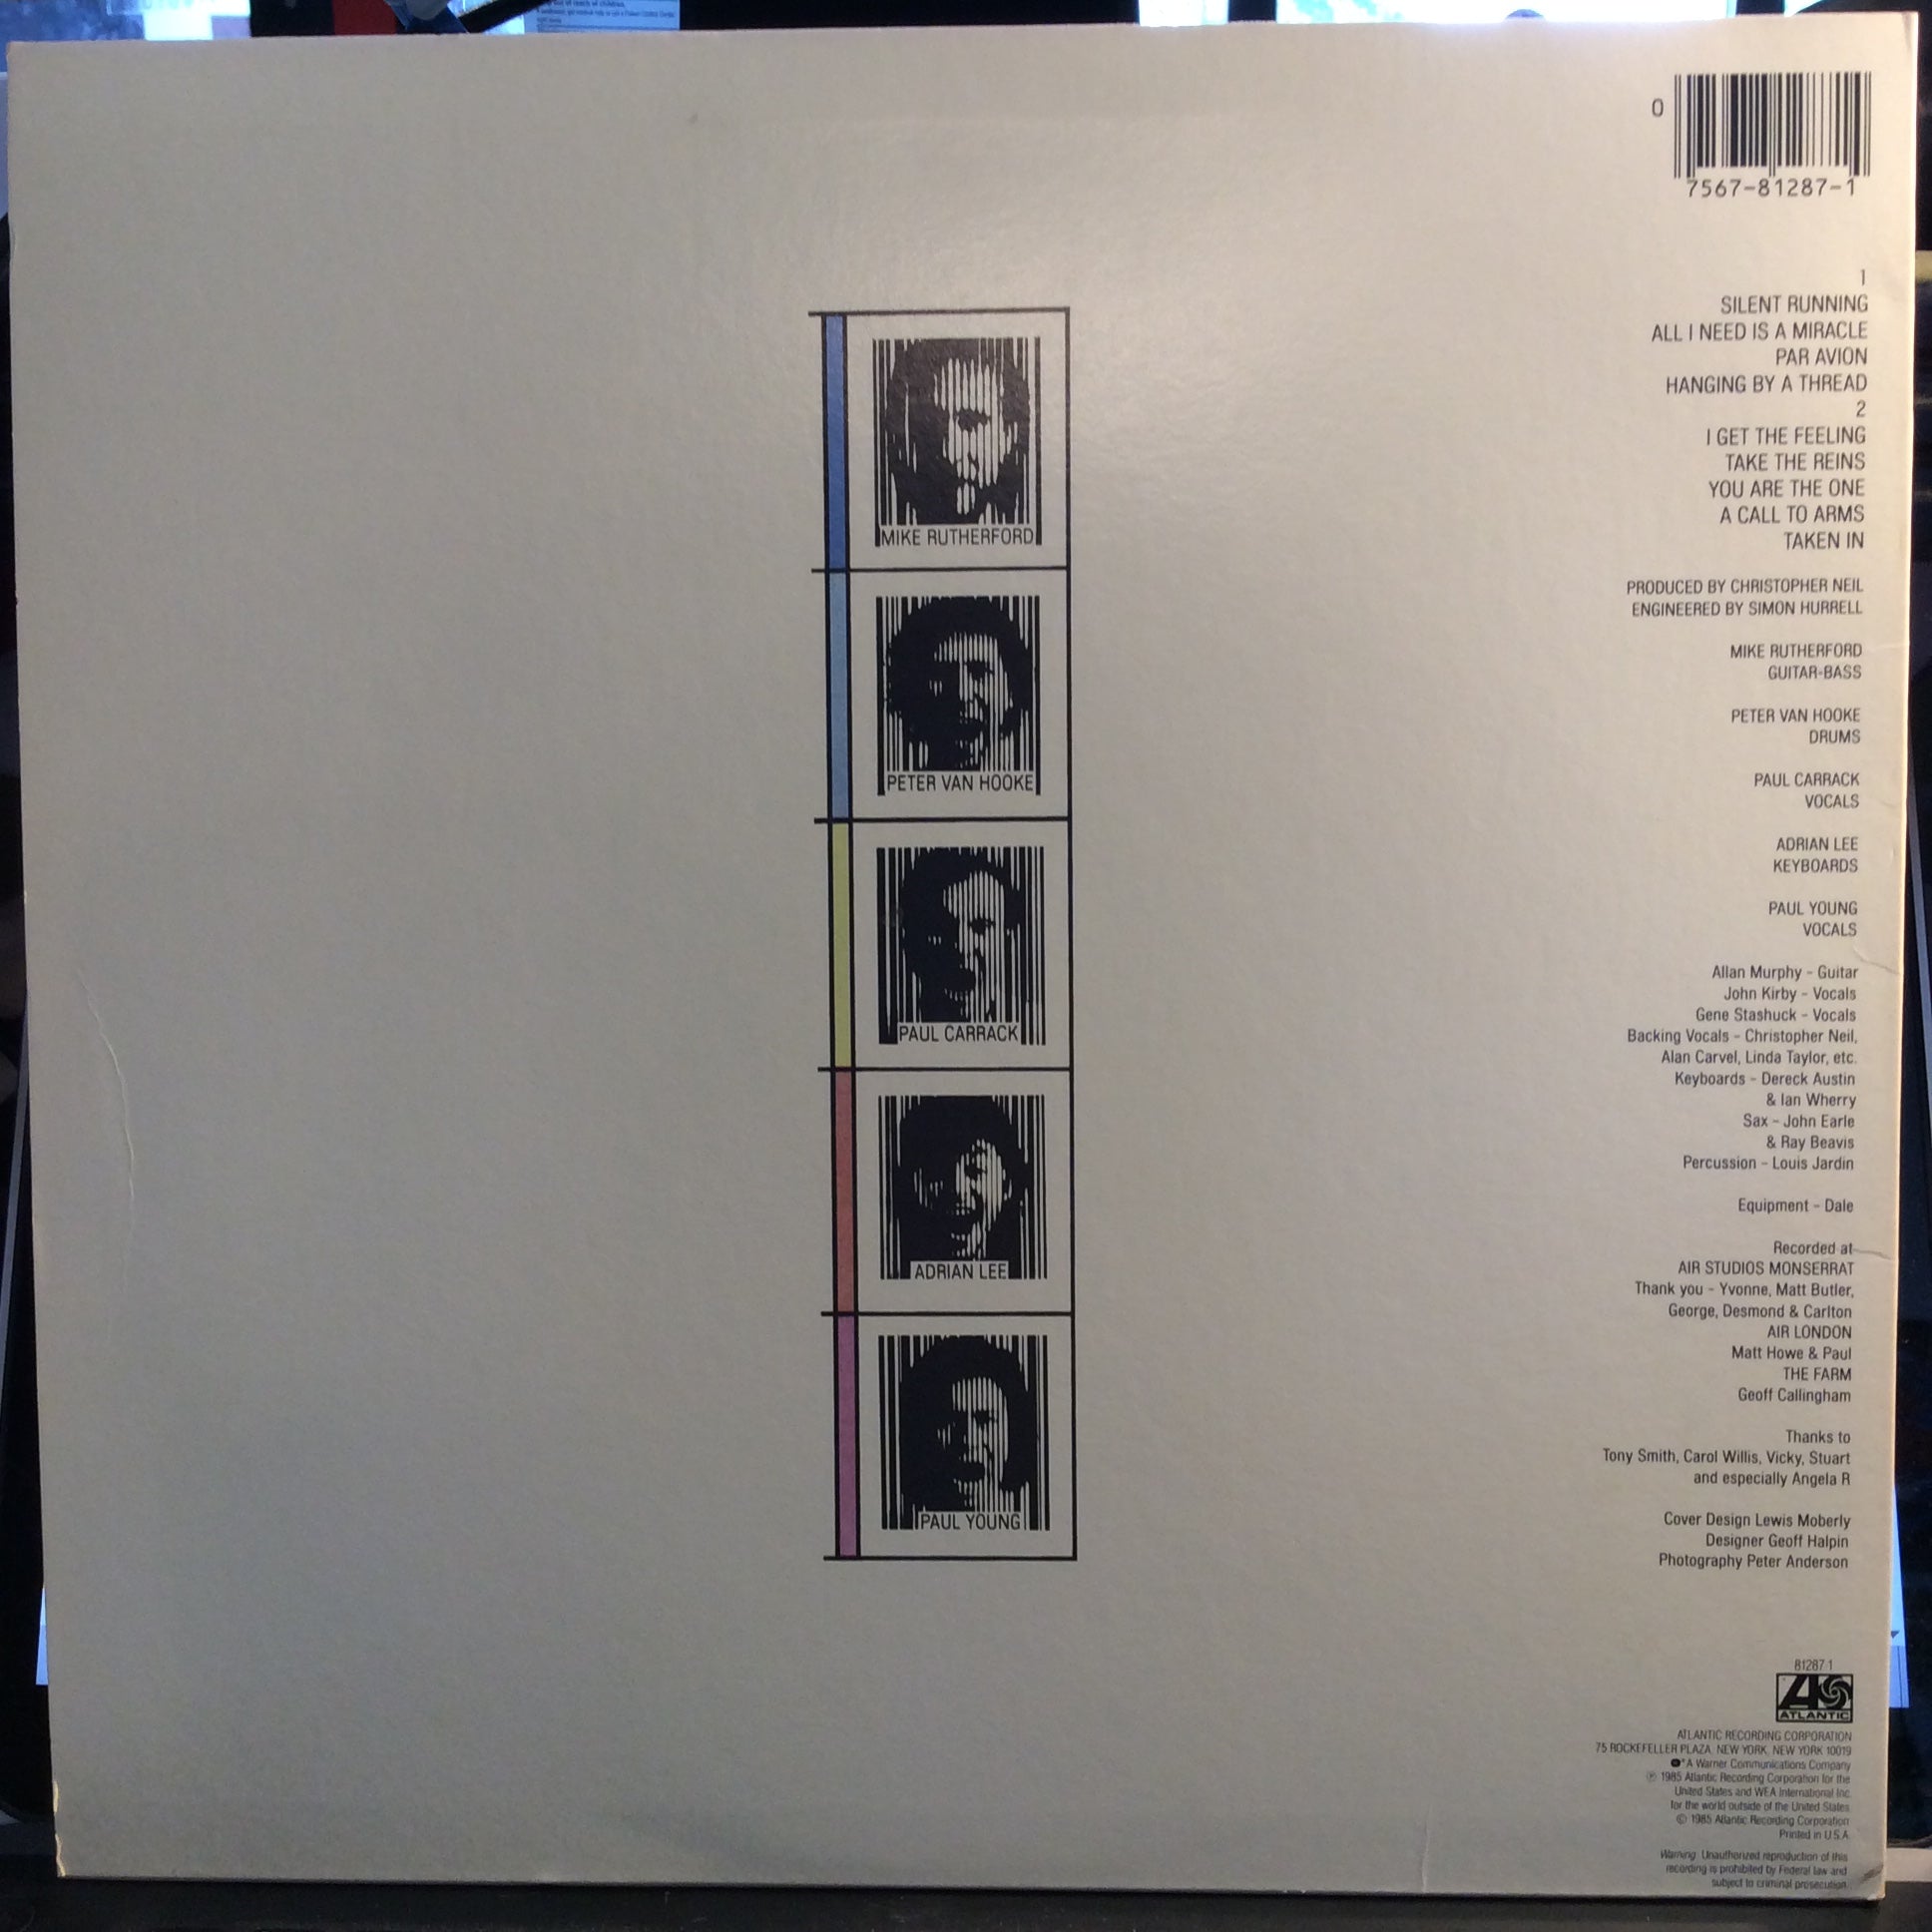 0
7567-81287-1
1
SILENT RUNNING
ALL I NEED IS A MIRACLE
PAR AVION
HANGING BY A THREAD
2
I GET THE FEELING
TAKE THE REINS
YOU ARE THE ONE
A CALL TO ARMS
TAKEN IN
PRODUCED BY CHRISTOPHER NEIL
ENGINEERED BY SIMON HURRELL
MIKE RUTHERFORD
GUITAR-BASS
PETER VAN HOOKE
DRUMS
PAUL CARRACK
VOCALS
ADRIAN LEE
KEYBOARDS
PAUL YOUNG
VOCALS
Allan Murphy - Guitar
John Kirby - Vocals
Gene Stashuck - Vocals
Backing Vocals - Christopher Neil,
Alan Carvel, Linda Taylor, etc.
Keyboards - Dereck Austin
& Ian Wherry
Sax - John Earle
& Ray Beavis
Percussion - Louis Jardin
Equipment - Dale
Recorded at
AIR STUDIOS MONSERRAT
Thank you - Yvonne, Matt Butler,
George, Desmond & Carlton
AIR LONDON
Matt Howe & Paul
THE FARM
Geoff Callingham
Thanks to
Tony Smith, Carol Willis, Vicky, Stuart
and especially Angela R
Cover Design Lewis Moberly
Designer Geoff Halpin
Photography Peter Anderson
81287-1
ATLANTIC
ATLANTIC RECORDING CORPORATION
75 ROCKEFELLER PLAZA, NEW YORK, NEW YORK 10019
A Warner Communications Company
℗ 1985 Atlantic Recording Corporation for the
United States and WEA International Inc.
for the world outside of the United States.
© 1985 Atlantic Recording Corporation
Printed in U.S.A.
Warning: Unauthorized reproduction of this
recording is prohibited by Federal law and
subject to criminal prosecution.
MIKE RUTHERFORD
PETER VAN HOOKE
PAUL CARRACK
ADRIAN LEE
PAUL YOUNG